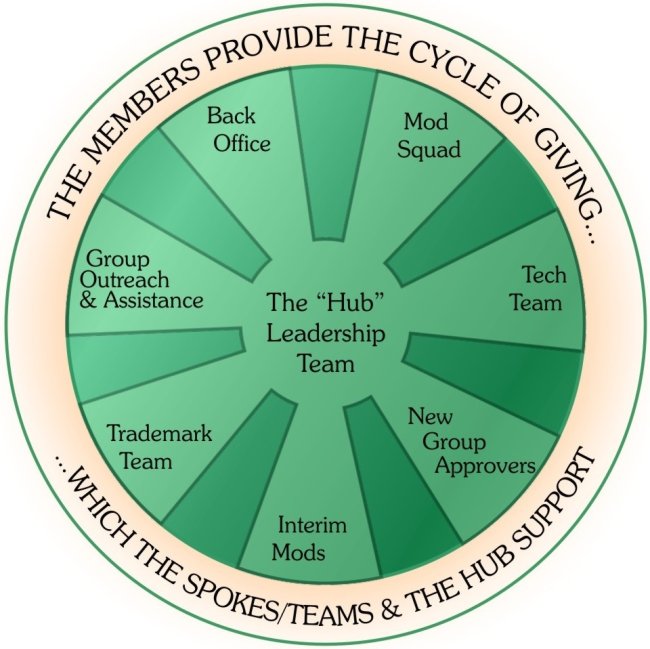 THE MEMBERS PROVIDE THE CYCLE OF GIVING...
Back
Office
Mod
Squad
Group
Outreach
& Assistance
Tech
Team
The “Hub”
Leadership
Team
Trademark
Team
New
Group
Approvers
Interim
Mods
...WHICH THE SPOKES/TEAMS & THE HUB SUPPORT